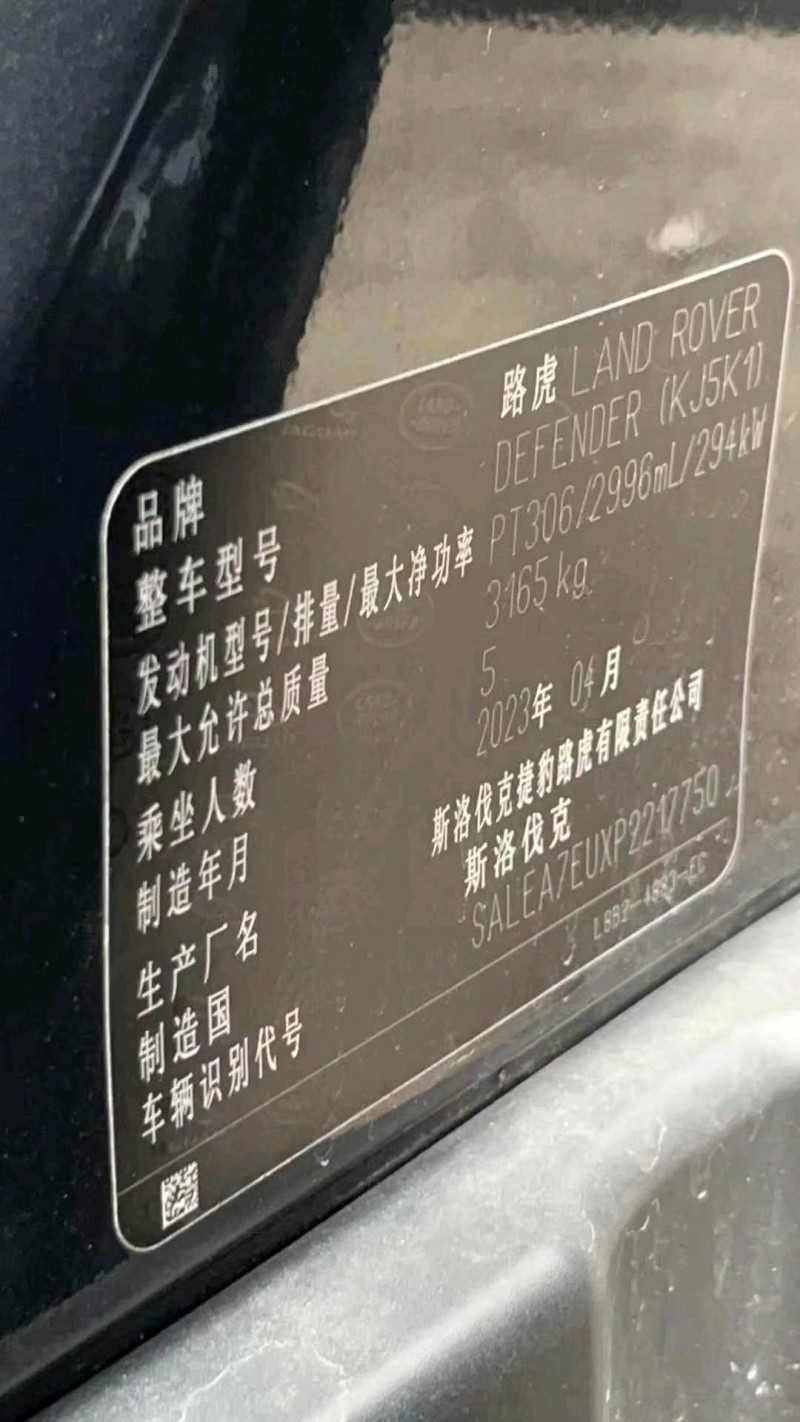 品牌 路虎 LAND ROVER
整车型号 DEFENDER (KJ5K1)
发动机型号/排量/最大净功率 PT306/2996mL/294kW
最大允许总质量 3165 kg
乘坐人数 5
制造年月 2023年 04月
生产厂名 斯洛伐克捷豹路虎有限责任公司
制造国 斯洛伐克
车辆识别代号 SALEA7EUXP2217750